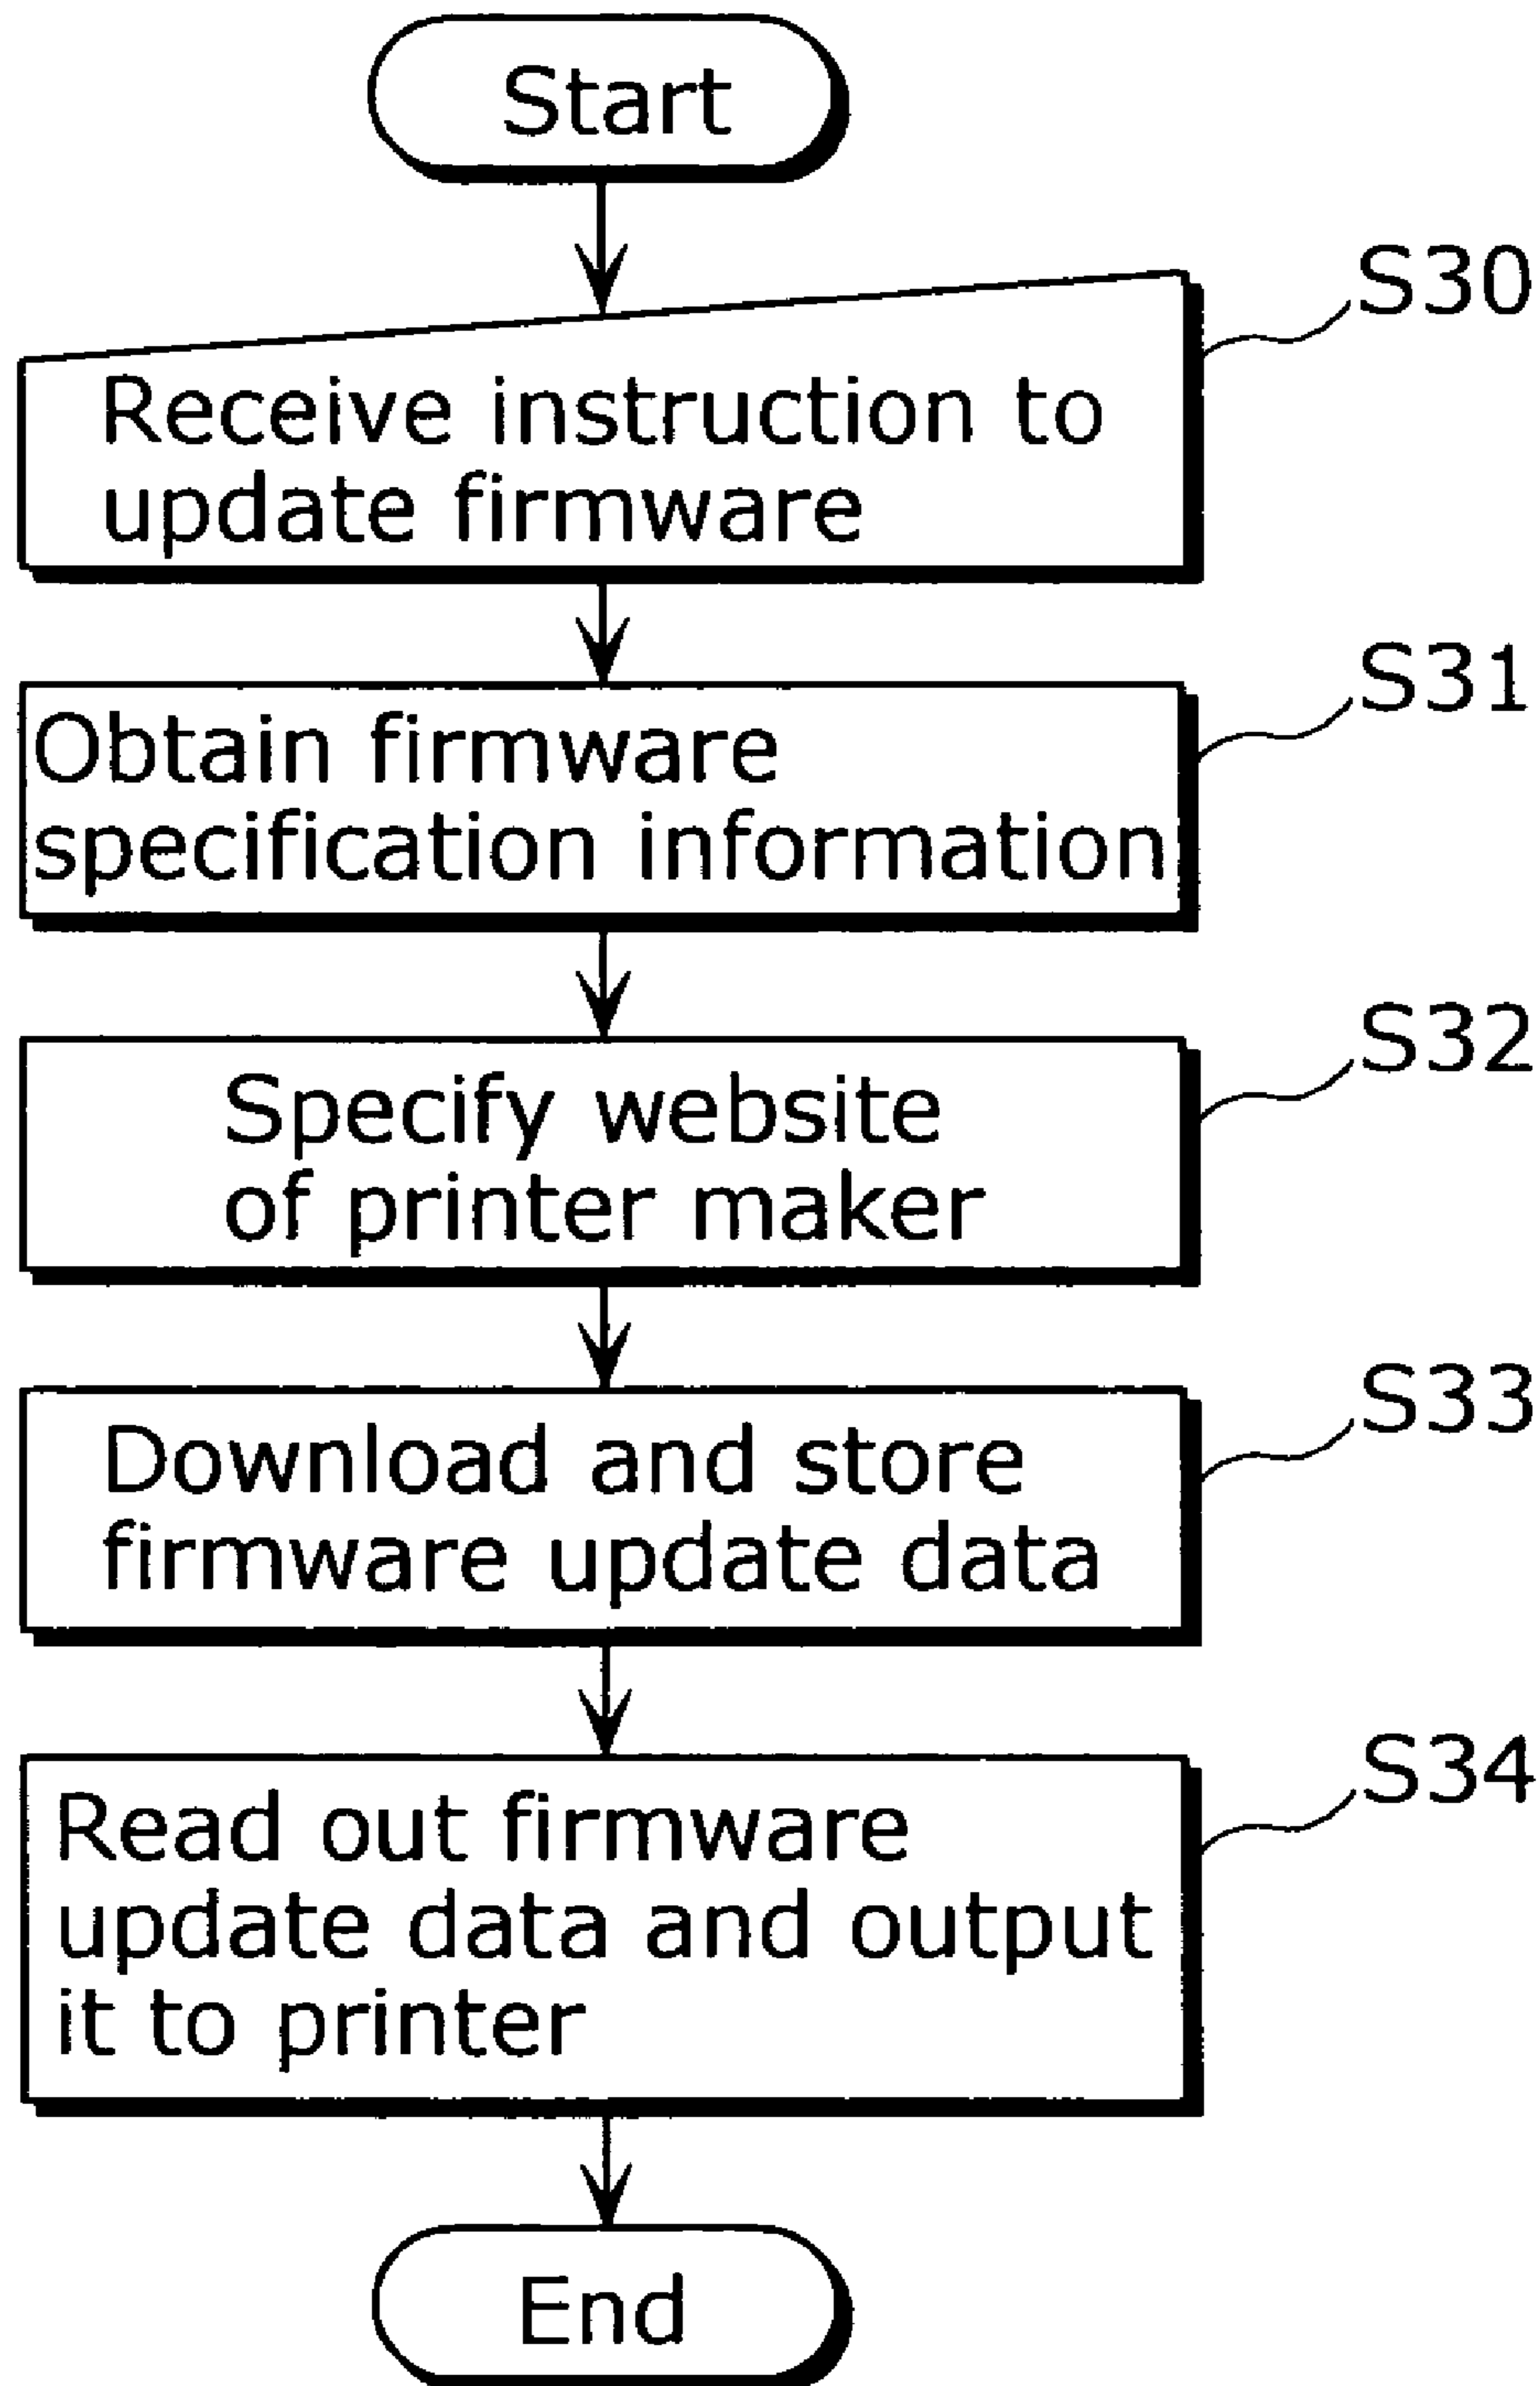 Start
S30
Receive instruction to
update firmware
S31
Obtain firmware
specification information
S32
Specify website
of printer maker
S33
Download and store
firmware update data
S34
Read out firmware
update data and output
it to printer
End